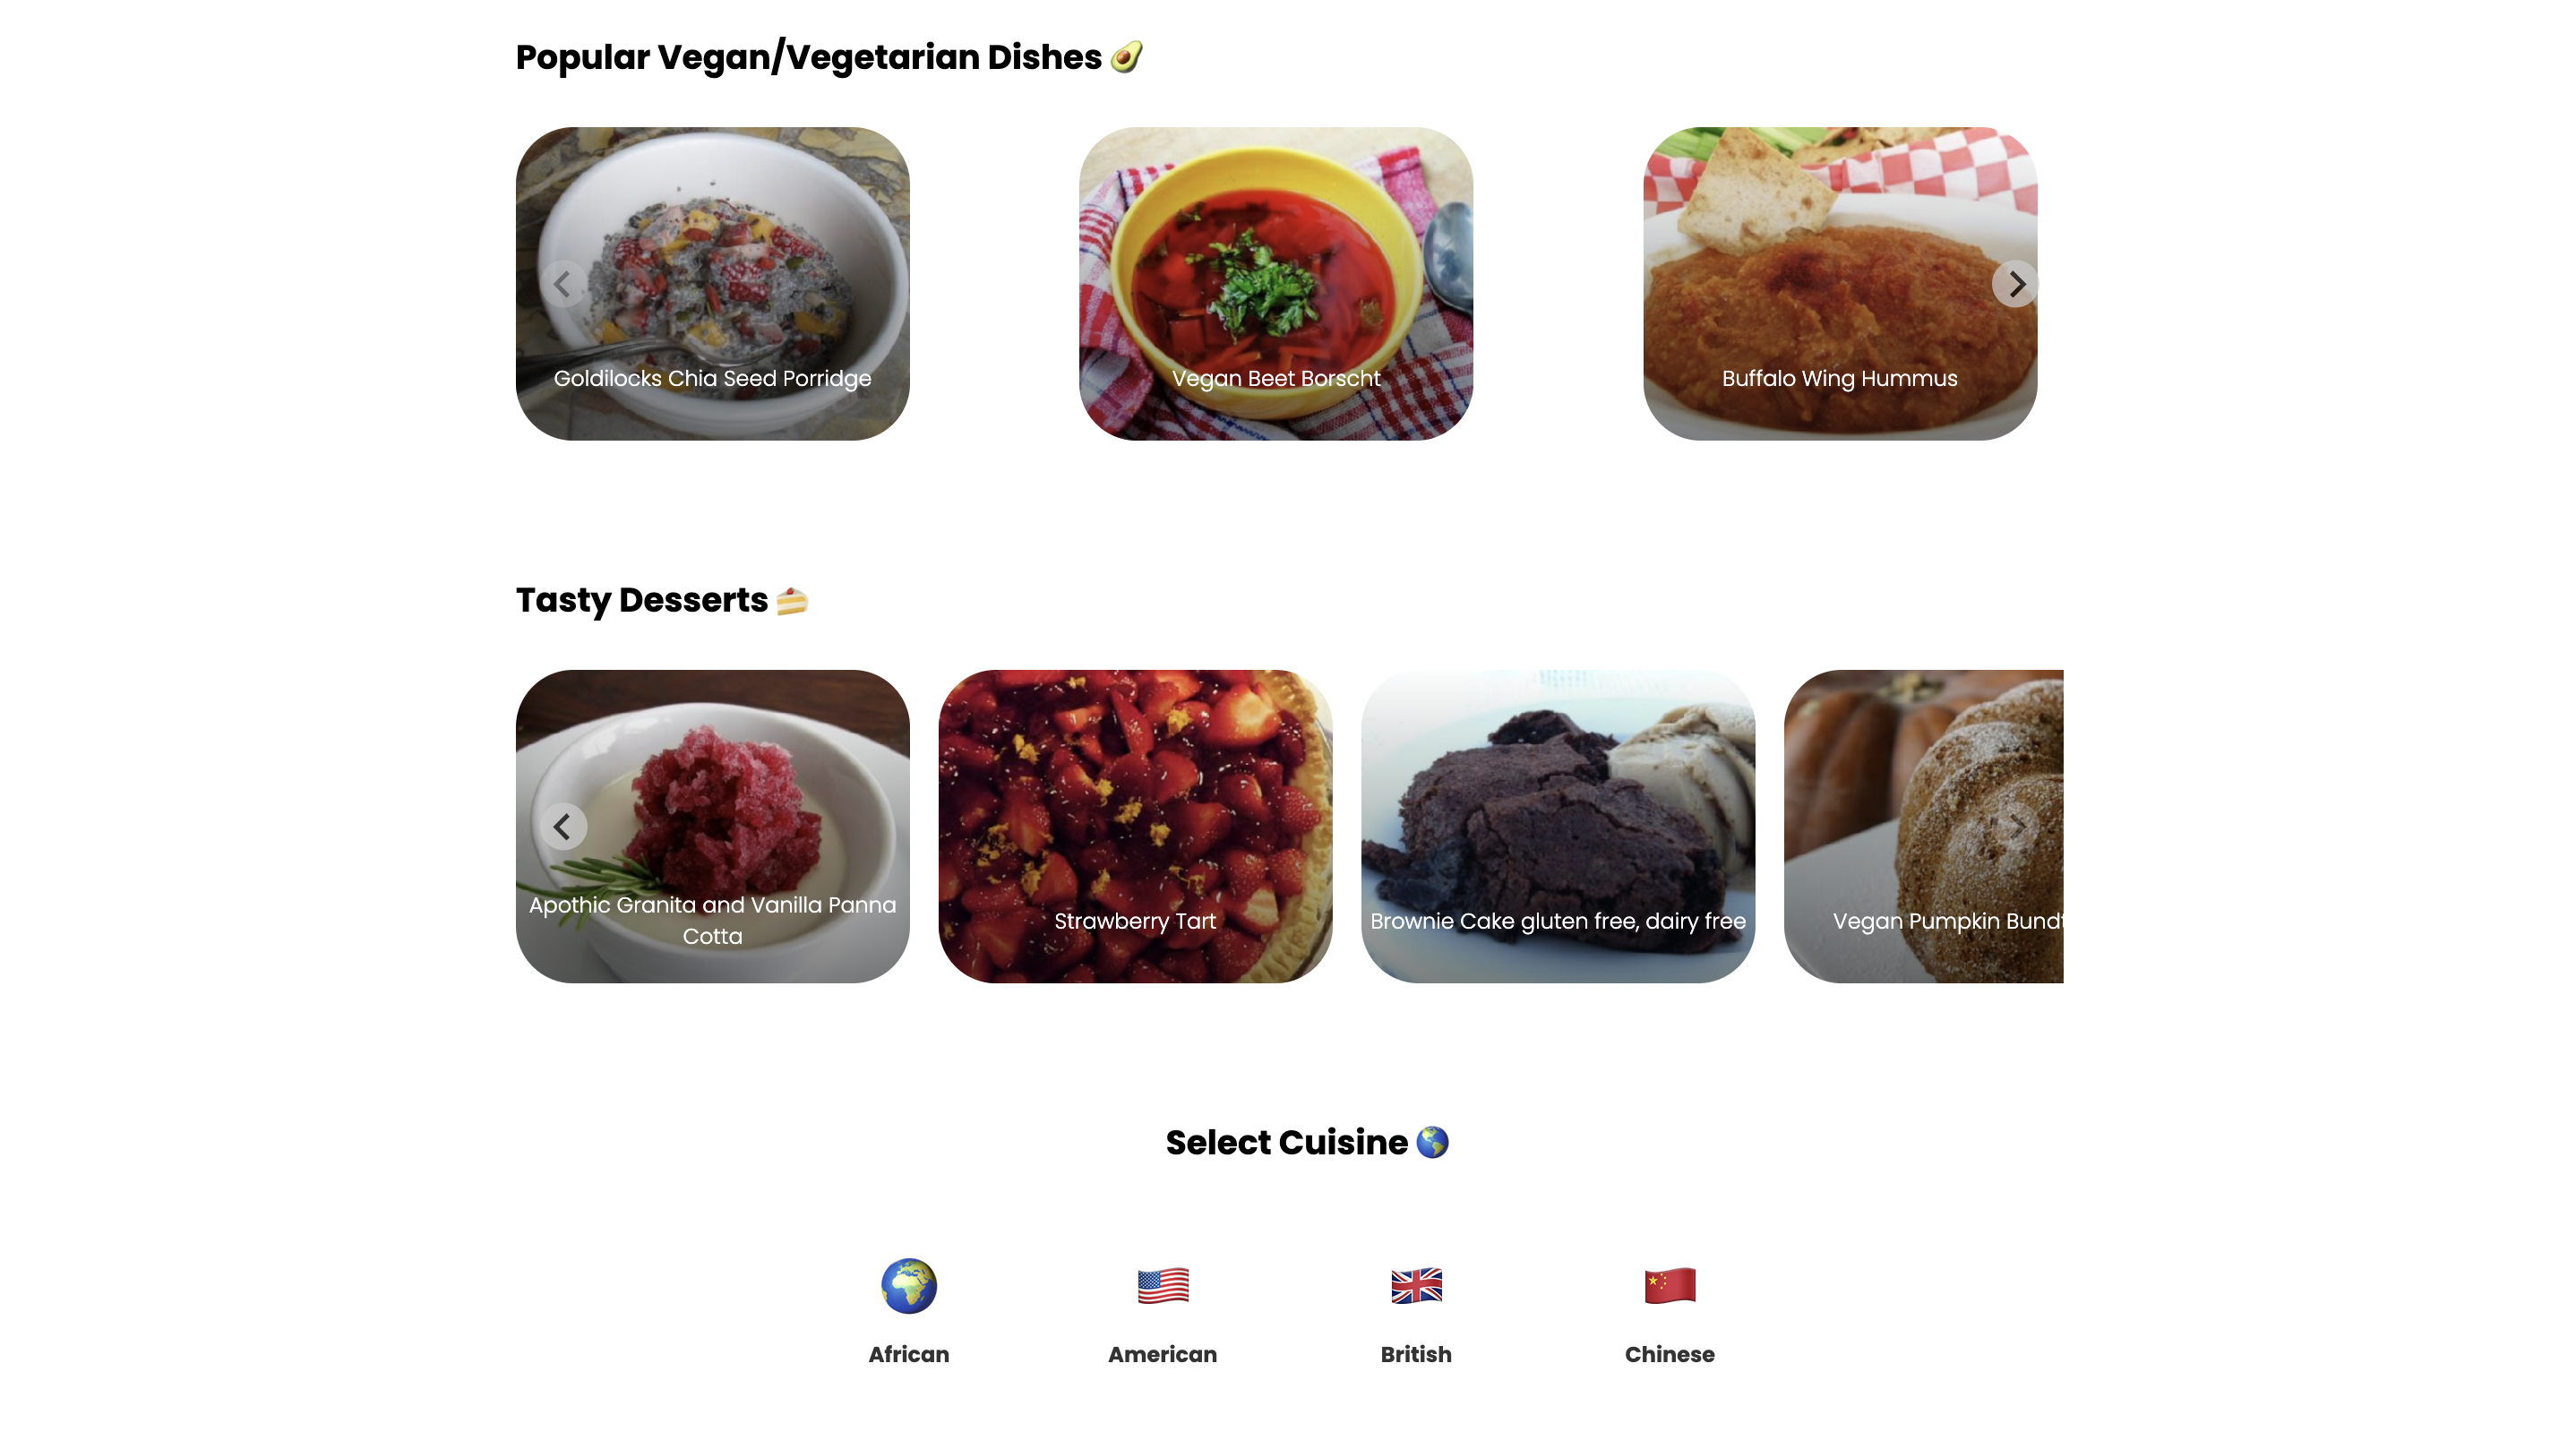 Popular Vegan/Vegetarian Dishes 🥑
Goldilocks Chia Seed Porridge
Vegan Beet Borscht
Buffalo Wing Hummus
Tasty Desserts 🍰
Apothic Granita and Vanilla Panna
Cotta
Strawberry Tart
Brownie Cake gluten free, dairy free
Vegan Pumpkin Bundt
Select Cuisine 🌎
African
American
British
Chinese